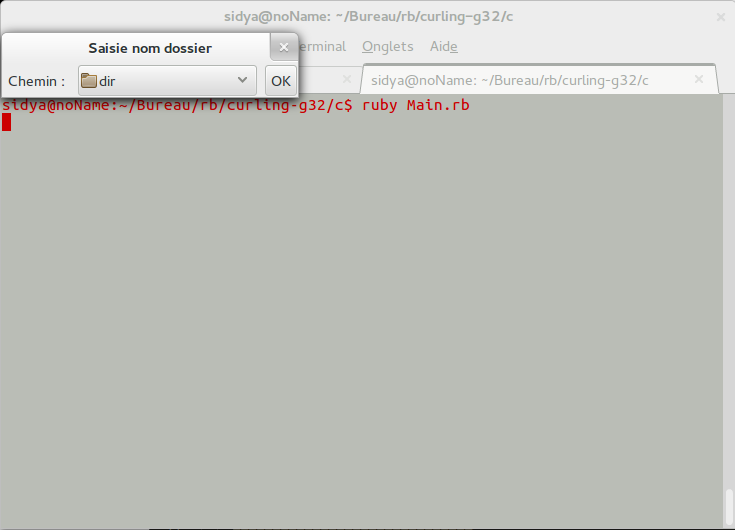 sidya@noName: ~/Bureau/rb/curling-g32/c
Saisie nom dossier
erminal Onglets Aide
Chemin : dir OK
sidya@noName: ~/Bureau/rb/curling-g32/c
sidya@noName:~/Bureau/rb/curling-g32/c$ ruby Main.rb